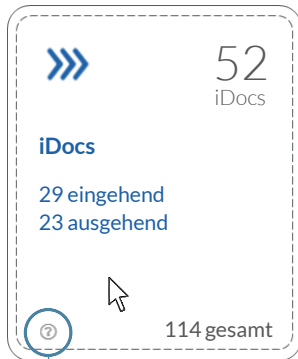 52
iDocs
iDocs
29 eingehend
23 ausgehend
?
114 gesamt